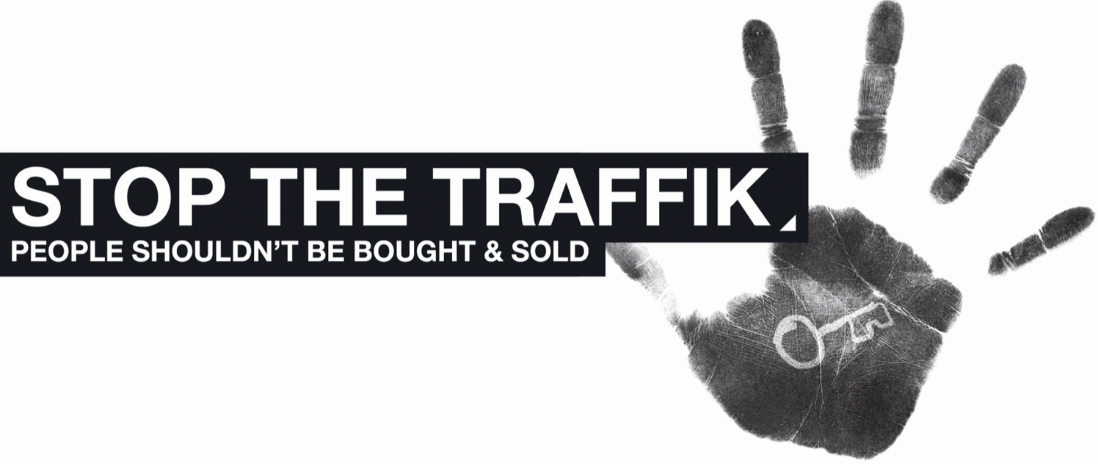 STOP THE TRAFFIK
PEOPLE SHOULDN'T BE BOUGHT & SOLD